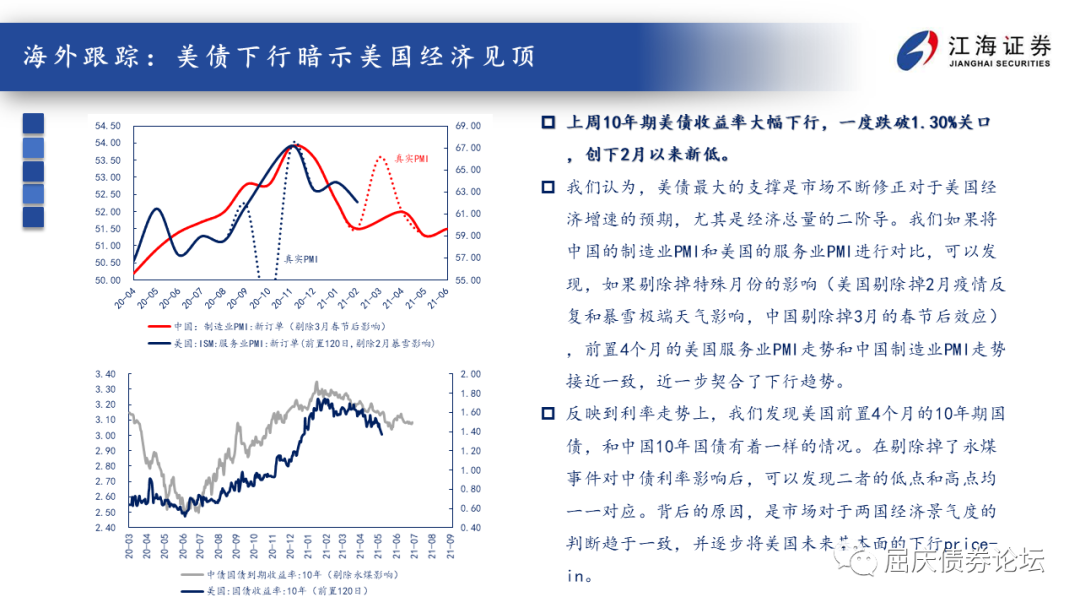 海外跟踪：美债下行暗示美国经济见顶
江海证券
JIANGHAI SECURITIES
54.50
54.00
53.50
53.00
52.50
52.00
51.50
51.00
50.50
50.00
69.00
67.00
65.00
63.00
61.00
59.00
57.00
55.00
真实PMI
真实PMI
20-04
20-05
20-06
20-07
20-08
20-09
20-10
20-11
20-12
21-01
21-02
21-03
21-04
21-05
21-06
中国：制造业PMI:新订单（剔除3月春节后影响）
美国:ISM:服务业PMI:新订单(前置120日,剔除2月暴雪影响)
3.40
3.30
3.20
3.10
3.00
2.90
2.80
2.70
2.60
2.50
2.40
2.00
1.80
1.60
1.40
1.20
1.00
0.80
0.60
0.40
20-03
20-04
20-05
20-06
20-07
20-08
20-09
20-10
20-11
20-12
21-01
21-02
21-03
21-04
21-05
21-06
21-07
21-08
21-09
中债国债到期收益率:10年（剔除永煤影响）
美国:国债收益率:10年（前置120日）
上周10年期美债收益率大幅下行，一度跌破1.30%关口
，创下2月以来新低。
我们认为，美债最大的支撑是市场不断修正对于美国经
济增速的预期，尤其是经济总量的二阶导。我们如果将
中国的制造业PMI和美国的服务业PMI进行对比，可以发
现，如果剔除掉特殊月份的影响（美国剔除掉2月疫情反
复和暴雪极端天气影响，中国剔除掉3月的春节后效应）
，前置4个月的美国服务业PMI走势和中国制造业PMI走势
接近一致，近一步契合了下行趋势。
反映到利率走势上，我们发现美国前置4个月的10年期国
债，和中国10年国债有着一样的情况。在剔除掉了永煤
事件对中债利率影响后，可以发现二者的低点和高点均
一一对应。背后的原因，是市场对于两国经济景气度的
判断趋于一致，并逐步将美国未来基本面的下行price-
in。
屈庆债券论坛